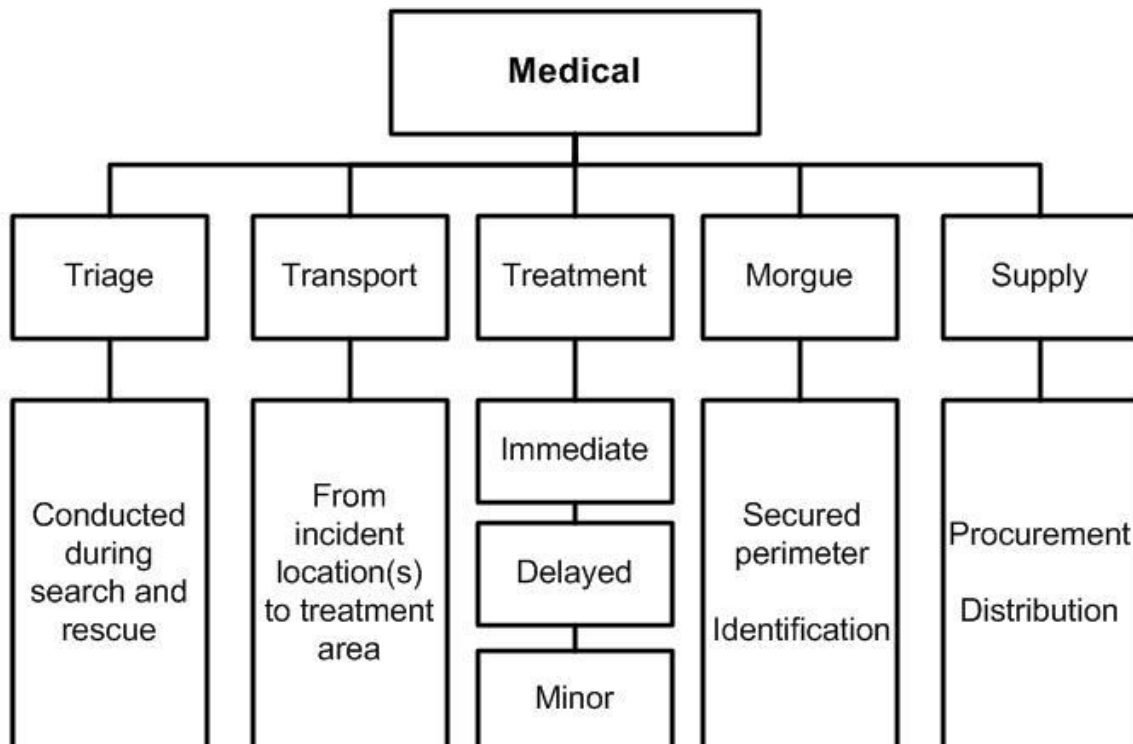 Medical
Triage
Transport
Treatment
Morgue
Supply
Conducted
during
search and
rescue
From
incident
location(s)
to treatment
area
Immediate
Delayed
Minor
Secured
perimeter
Identification
Procurement
Distribution